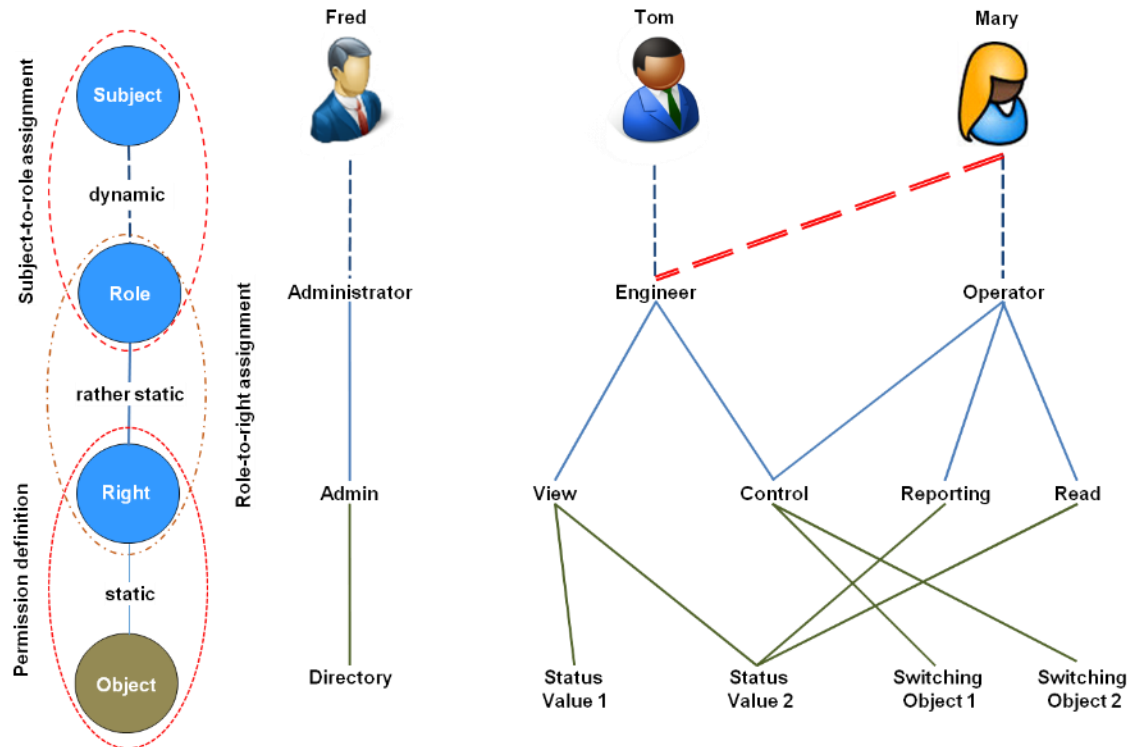 Fred
Tom
Mary
Subject-to-role assignment
Subject
dynamic
Role
Administrator
Engineer
Operator
Role-to-right assignment
rather static
Permission definition
Right
Admin
View
Control
Reporting
Read
static
Object
Directory
Status
Value 1
Status
Value 2
Switching
Object 1
Switching
Object 2